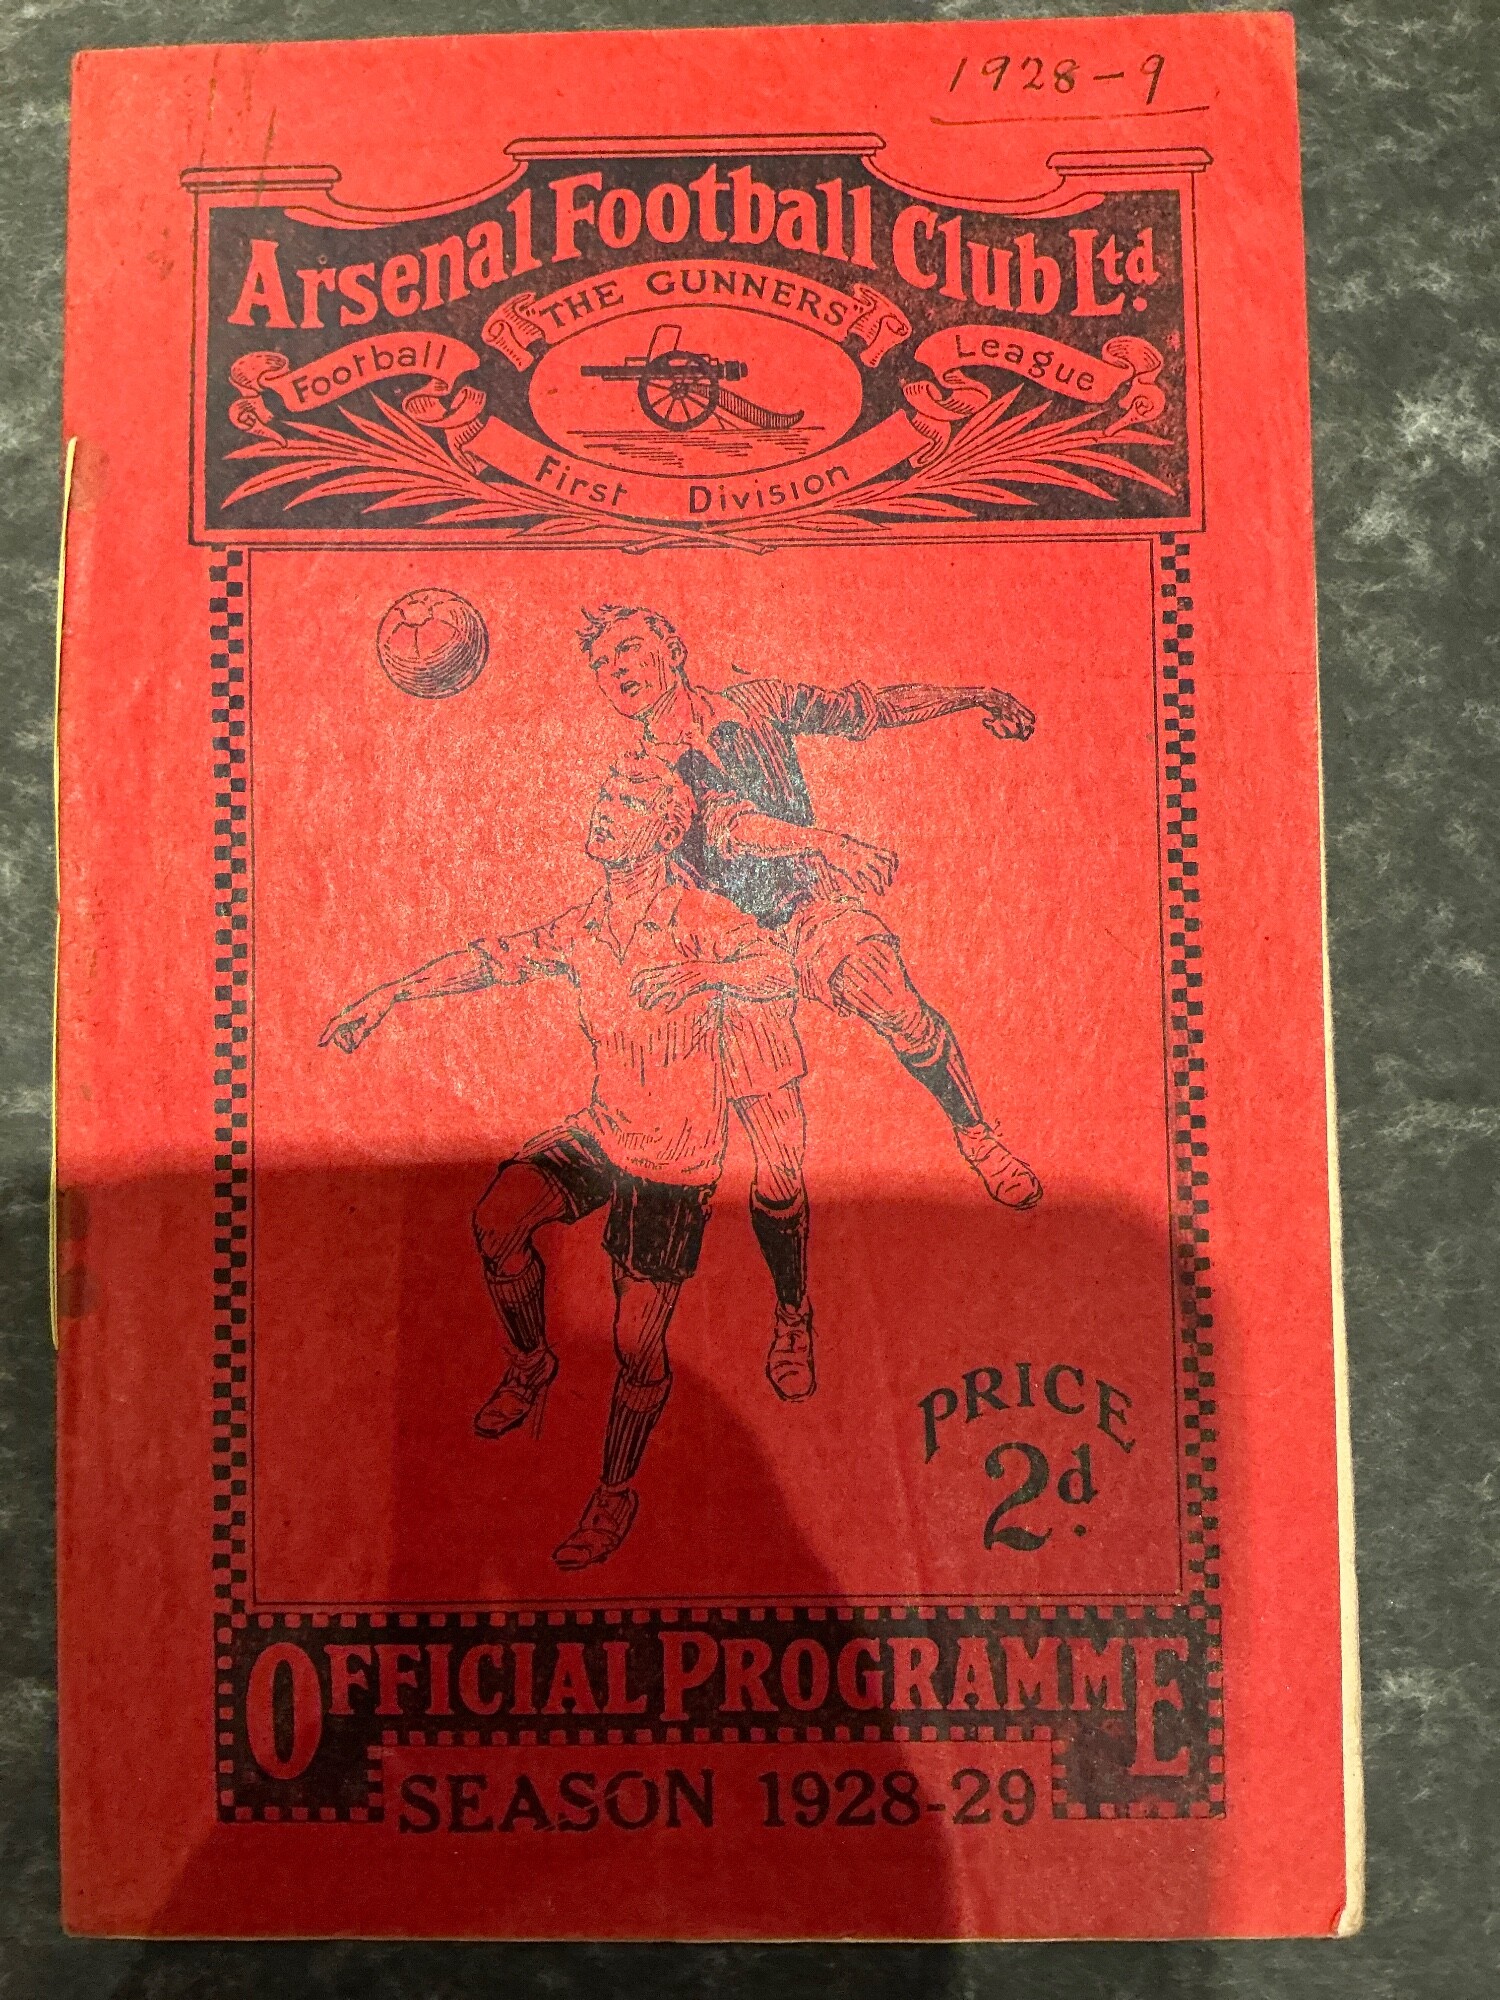 1928-9
Arsenal Football Club Ltd.
"THE GUNNERS"
Football League
First Division
PRICE
2d.
OFFICIAL PROGRAMME
SEASON 1928-29